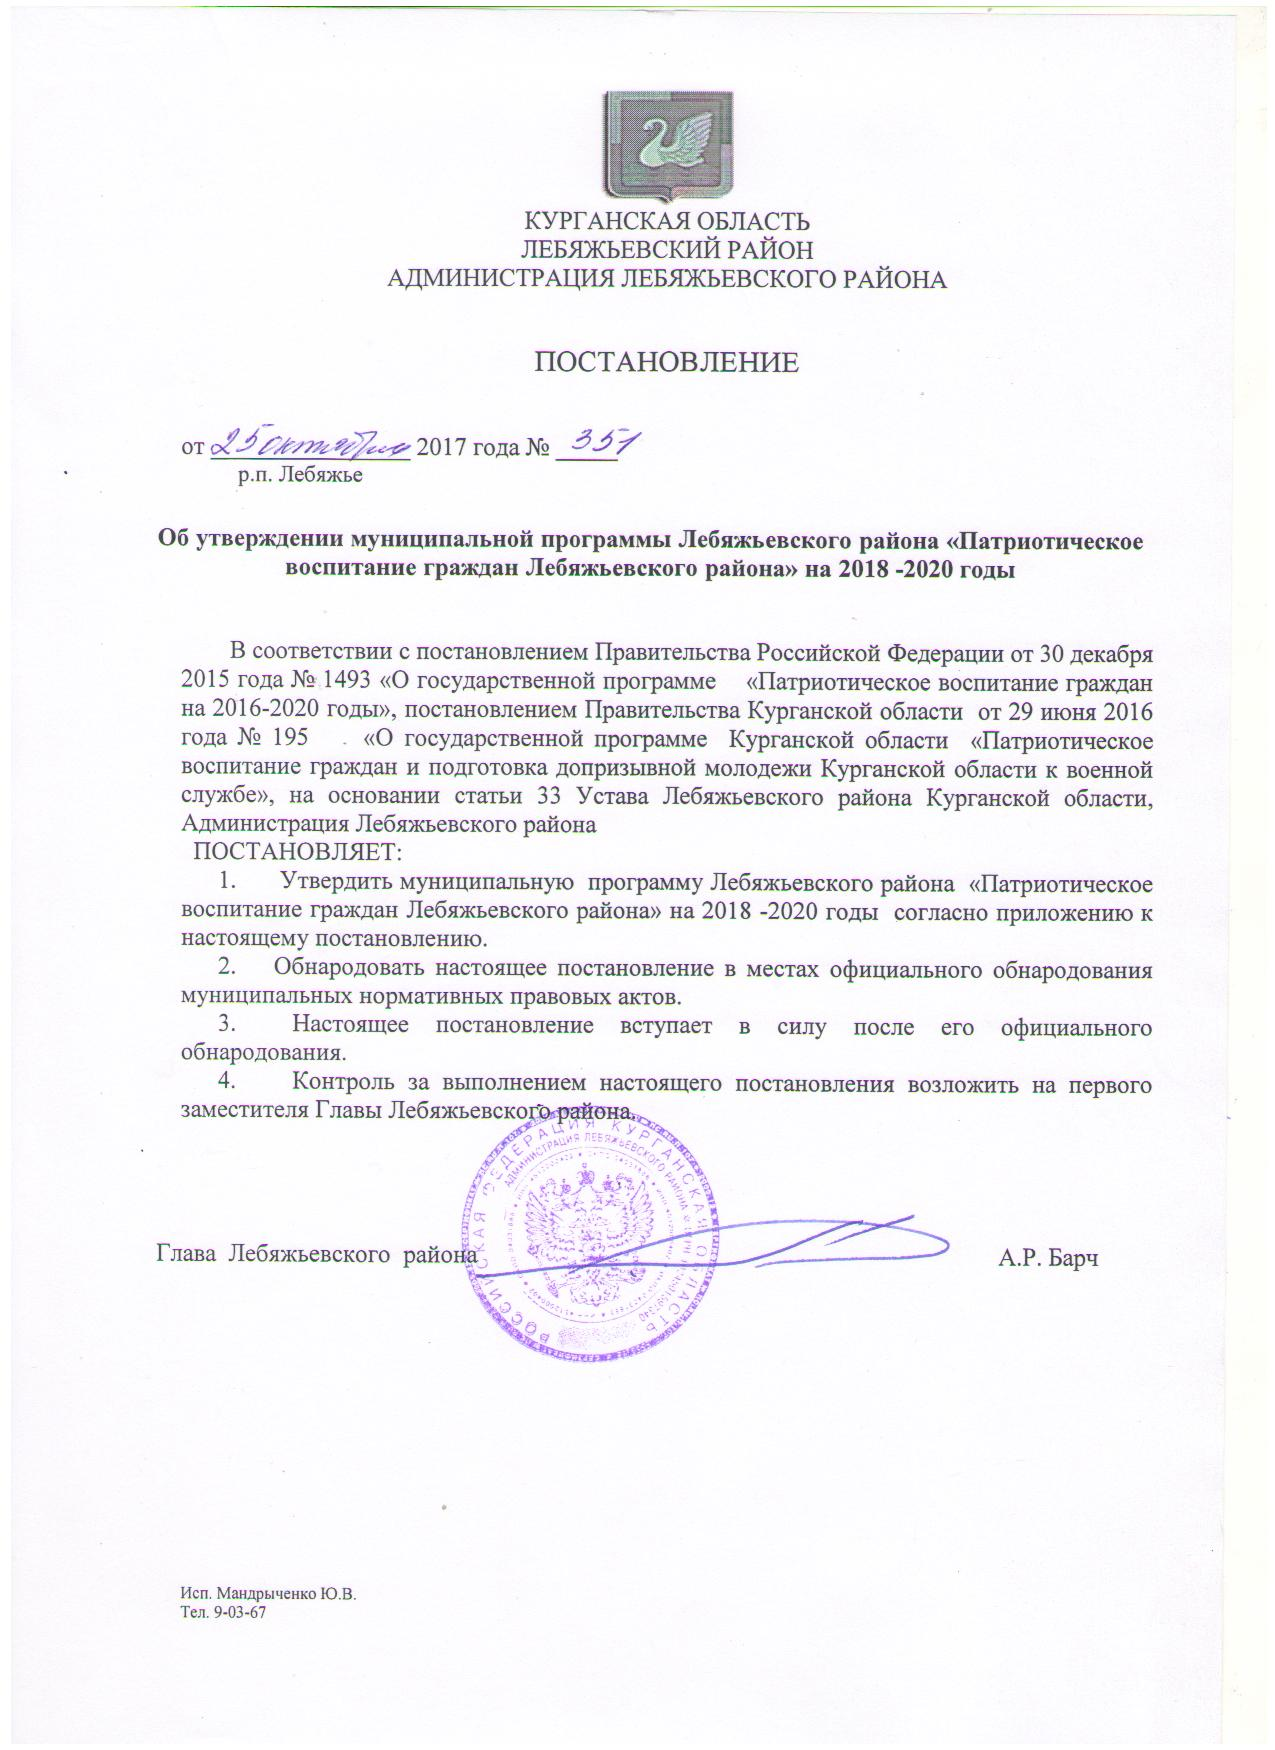 КУРГАНСКАЯ ОБЛАСТЬ
ЛЕБЯЖЬЕВСКИЙ РАЙОН
АДМИНИСТРАЦИЯ ЛЕБЯЖЬЕВСКОГО РАЙОНА
ПОСТАНОВЛЕНИЕ
от 25 октября 2017 года № 351
р.п. Лебяжье
Об утверждении муниципальной программы Лебяжьевского района «Патриотическое
воспитание граждан Лебяжьевского района» на 2018 -2020 годы
В соответствии с постановлением Правительства Российской Федерации от 30 декабря
2015 года № 1493 «О государственной программе «Патриотическое воспитание граждан
на 2016-2020 годы», постановлением Правительства Курганской области от 29 июня 2016
года № 195 «О государственной программе Курганской области «Патриотическое
воспитание граждан и подготовка допризывной молодежи Курганской области к военной
службе», на основании статьи 33 Устава Лебяжьевского района Курганской области,
Администрация Лебяжьевского района
ПОСТАНОВЛЯЕТ:
1. Утвердить муниципальную программу Лебяжьевского района «Патриотическое
воспитание граждан Лебяжьевского района» на 2018 -2020 годы согласно приложению к
настоящему постановлению.
2. Обнародовать настоящее постановление в местах официального обнародования
муниципальных нормативных правовых актов.
3. Настоящее постановление вступает в силу после его официального
обнародования.
4. Контроль за выполнением настоящего постановления возложить на первого
заместителя Главы Лебяжьевского района.
РОССИЙСКАЯ ФЕДЕРАЦИЯ КУРГАНСКАЯ ОБЛАСТЬ
АДМИНИСТРАЦИЯ ЛЕБЯЖЬЕВСКОГО РАЙОНА
Глава Лебяжьевского района А.Р. Барч
Исп. Мандрыченко Ю.В.
Тел. 9-03-67